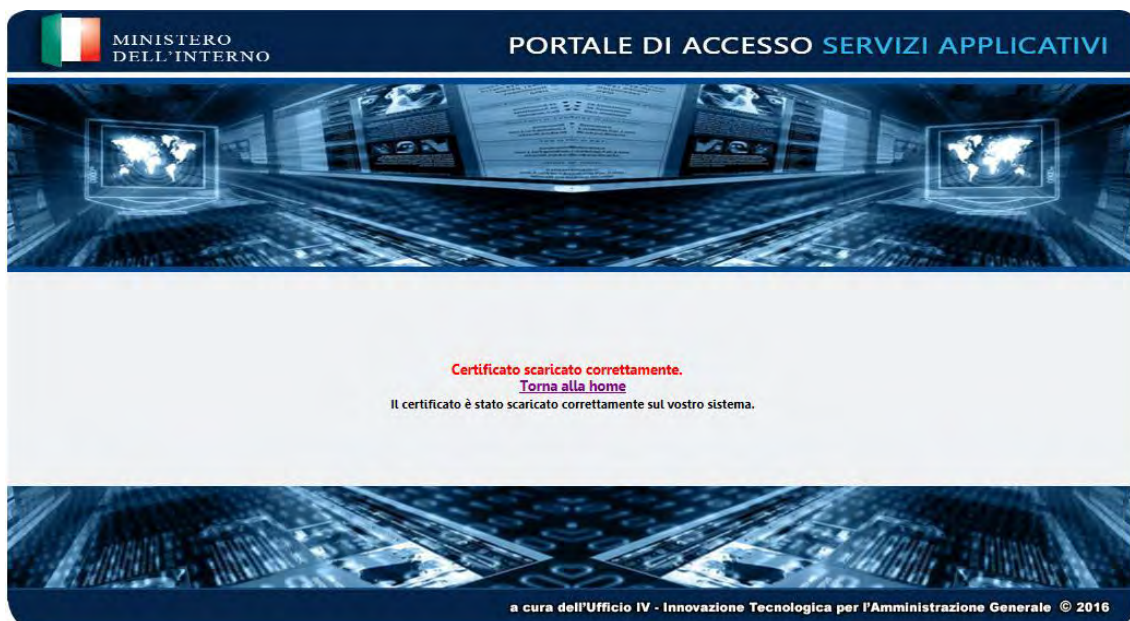 MINISTERO
DELL'INTERNO
PORTALE DI ACCESSO SERVIZI APPLICATIVI
Certificato scaricato correttamente.
Torna alla home
Il certificato è stato scaricato correttamente sul vostro sistema.
a cura dell'Ufficio IV - Innovazione Tecnologica per l'Amministrazione Generale © 2016